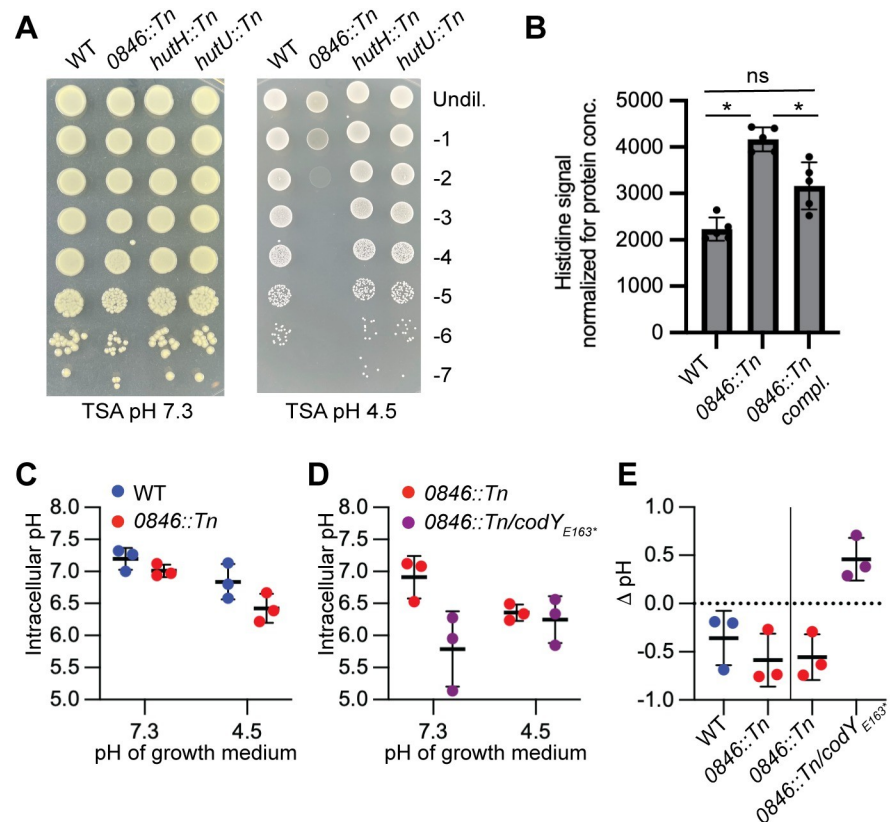 A
WT
0846::Tn
hutH::Tn
hutU::Tn
WT
0846::Tn
hutH::Tn
hutU::Tn
Undil.
-1
-2
-3
-4
-5
-6
-7
TSA pH 7.3
TSA pH 4.5
B
ns
*
*
Histidine signal
normalized for protein conc.
5000
4000
3000
2000
1000
0
WT
0846::Tn
0846::Tn
compl.
C
WT
0846::Tn
Intracellular pH
8.0
7.5
7.0
6.5
6.0
5.5
5.0
7.3
4.5
pH of growth medium
D
0846::Tn
0846::Tn/codY E163*
Intracellular pH
8.0
7.5
7.0
6.5
6.0
5.5
5.0
7.3
4.5
pH of growth medium
E
Δ pH
1.0
0.5
0.0
-0.5
-1.0
WT
0846::Tn
0846::Tn
0846::Tn/codY E163*